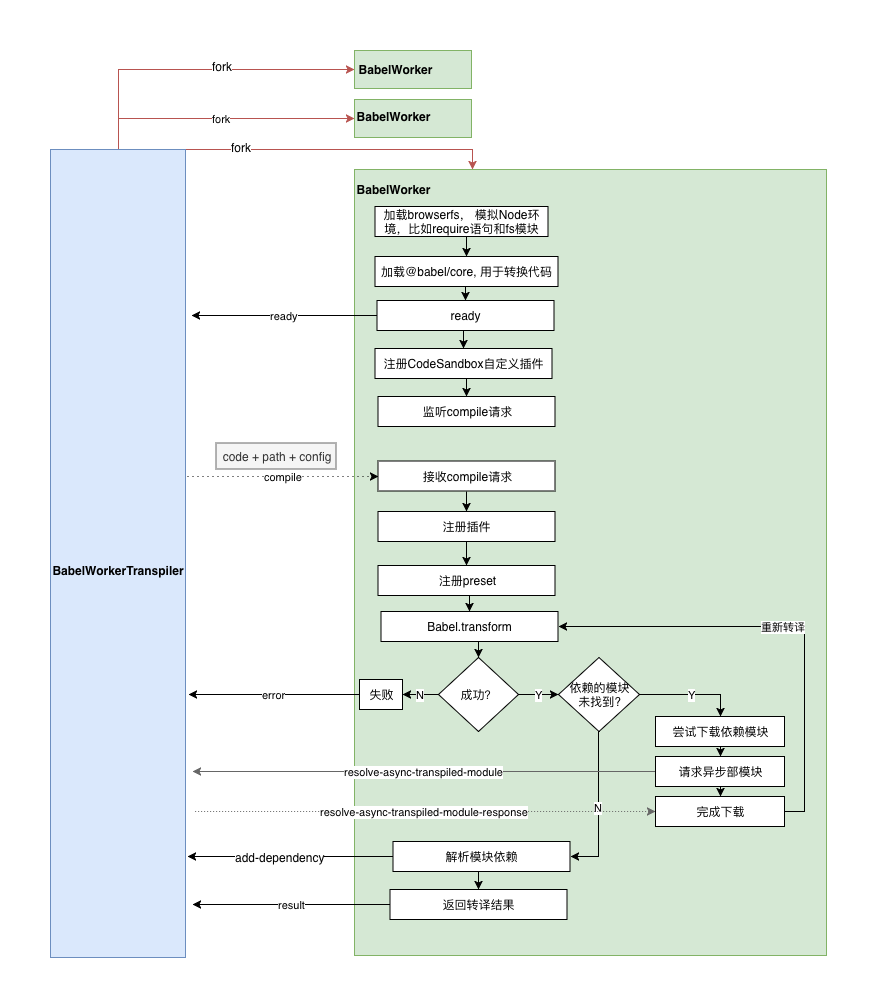 fork
BabelWorker
fork
BabelWorker
fork
BabelWorker
加载browserfs， 模拟Node环
境，比如require语句和fs模块
加载@babel/core, 用于转换代码
ready
ready
注册CodeSandbox自定义插件
监听compile请求
code + path + config
compile
接收compile请求
注册插件
BabelWorkerTranspiler
注册preset
Babel.transform
重新转译
error
失败
N
成功?
Y
依赖的模块
未找到?
Y
尝试下载依赖模块
resolve-async-transpiled-module
请求异步部模块
resolve-async-transpiled-module-response
N
完成下载
add-dependency
解析模块依赖
result
返回转译结果